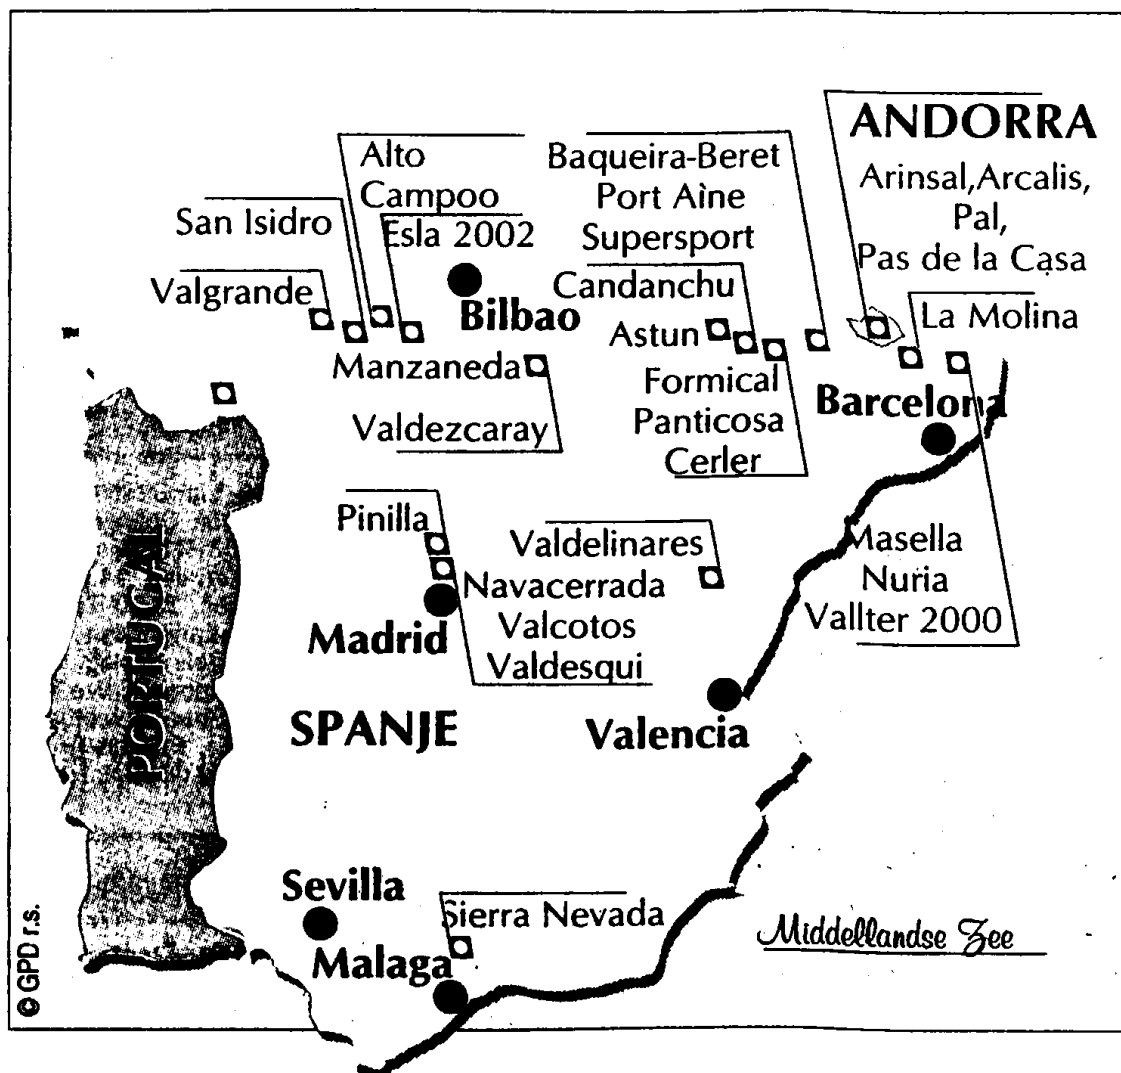 ANDORRA
Arinsal,Arcalis,
Pal,
Pas de la Casa
Alto
Campoo
Baqueira-Beret
Port Aìne
Supersport
San Isidro
Esla 2002
Candanchu
Valgrande
Bilbao
Astun
La Molina
Manzaneda
Formical
Panticosa
Cerler
Barcelona
Valdezcaray
Pinilla
Valdelinares
Masella
Nuria
Vallter 2000
Navacerrada
Valcotos
Valdesqui
Madrid
PORTUGAL
SPANJE
Valencia
Sevilla
Sierra Nevada
Malaga
Middellandse Zee
© GPD r.s.